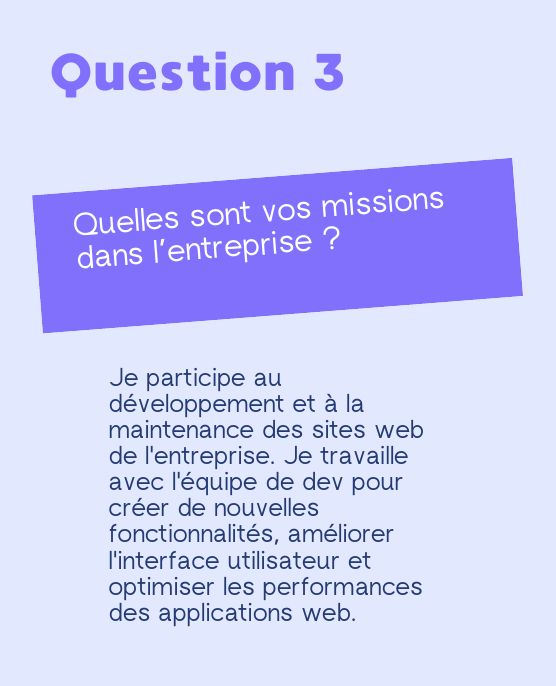 Question 3
Quelles sont vos missions
dans l’entreprise ?
Je participe au
développement et à la
maintenance des sites web
de l'entreprise. Je travaille
avec l'équipe de dev pour
créer de nouvelles
fonctionnalités, améliorer
l'interface utilisateur et
optimiser les performances
des applications web.